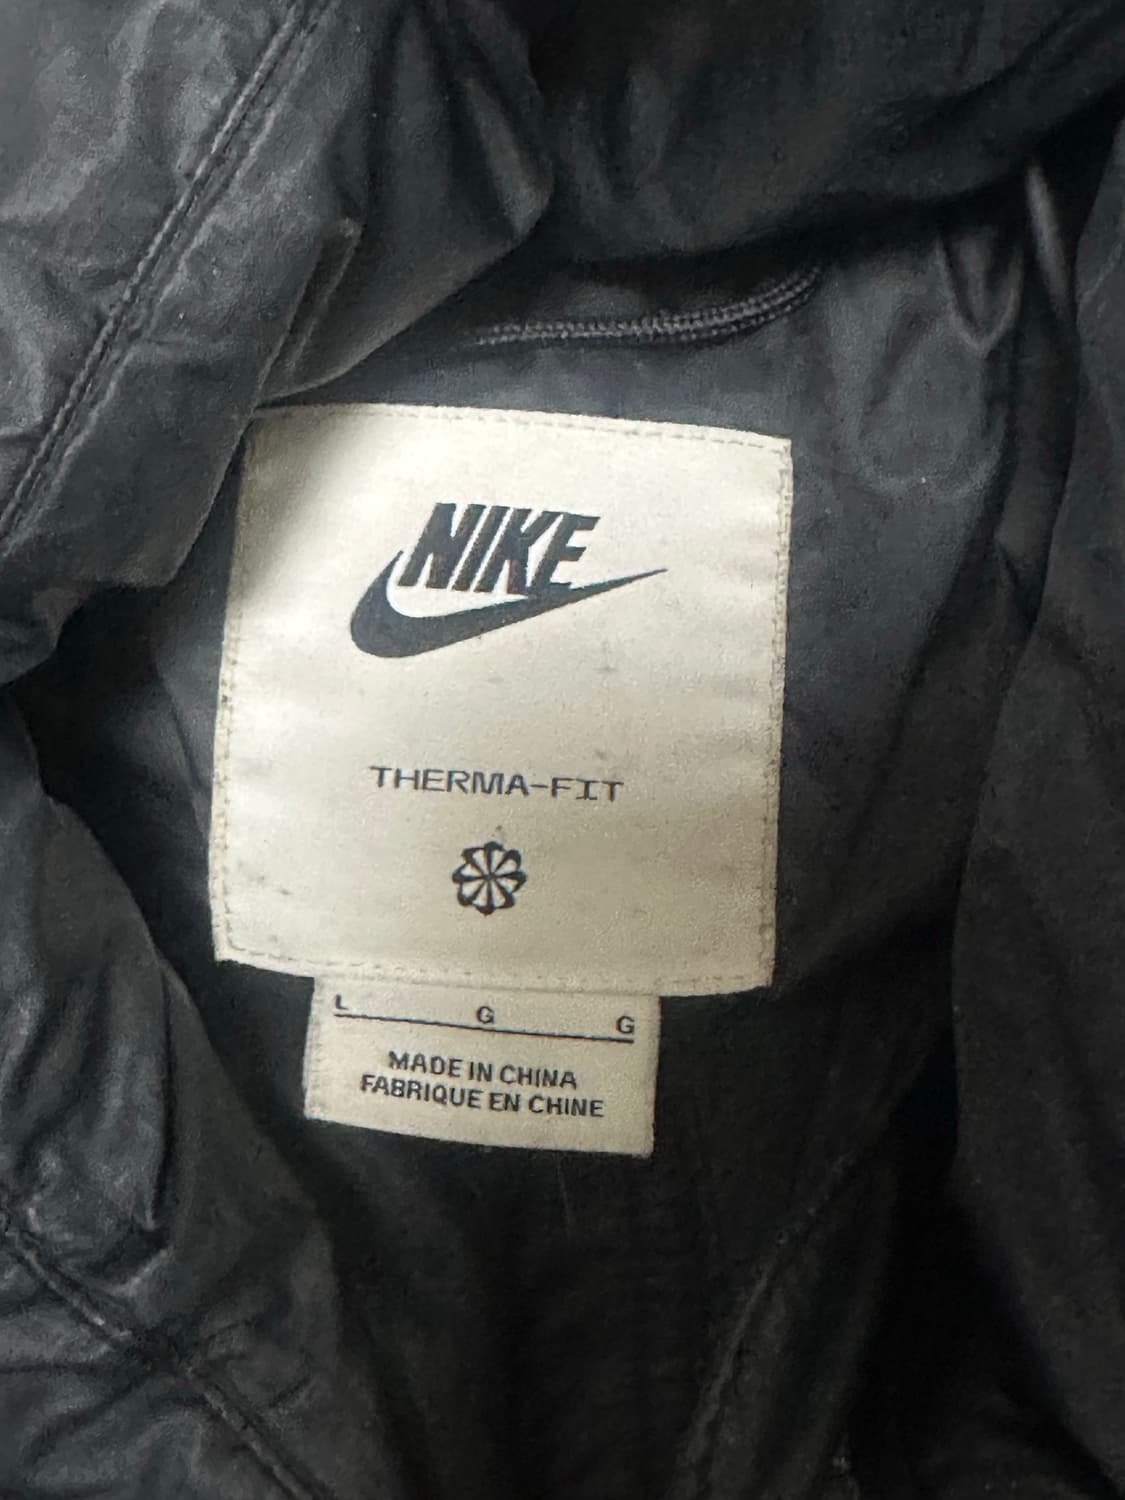 NIKE
THERMA-FIT
L G G
MADE IN CHINA
FABRIQUE EN CHINE